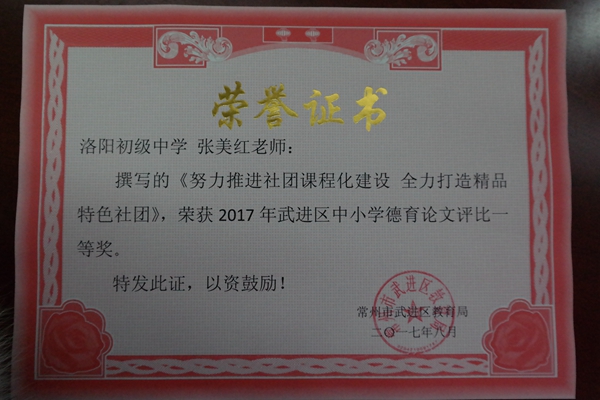 荣誉证书
洛阳初级中学 张美红老师：
撰写的《努力推进社团课程化建设 全力打造精品
特色社团》，荣获 2017 年武进区中小学德育论文评比一
等奖。
特发此证，以资鼓励！
常州市武进区教育局
二〇一七年八月